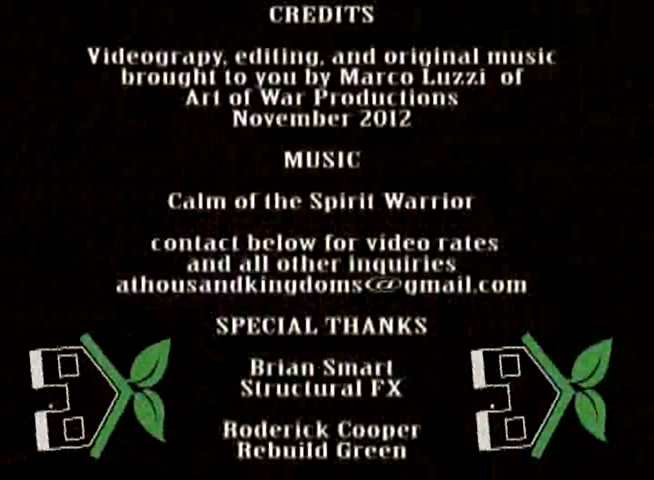 CREDITS
Videograpy, editing, and original music
brought to you by Marco Luzzi of
Art of War Productions
November 2012
MUSIC
Calm of the Spirit Warrior
contact below for video rates
and all other inquiries
athousandkingdoms@gmail.com
SPECIAL THANKS
Brian Smart
Structural FX
Roderick Cooper
Rebuild Green